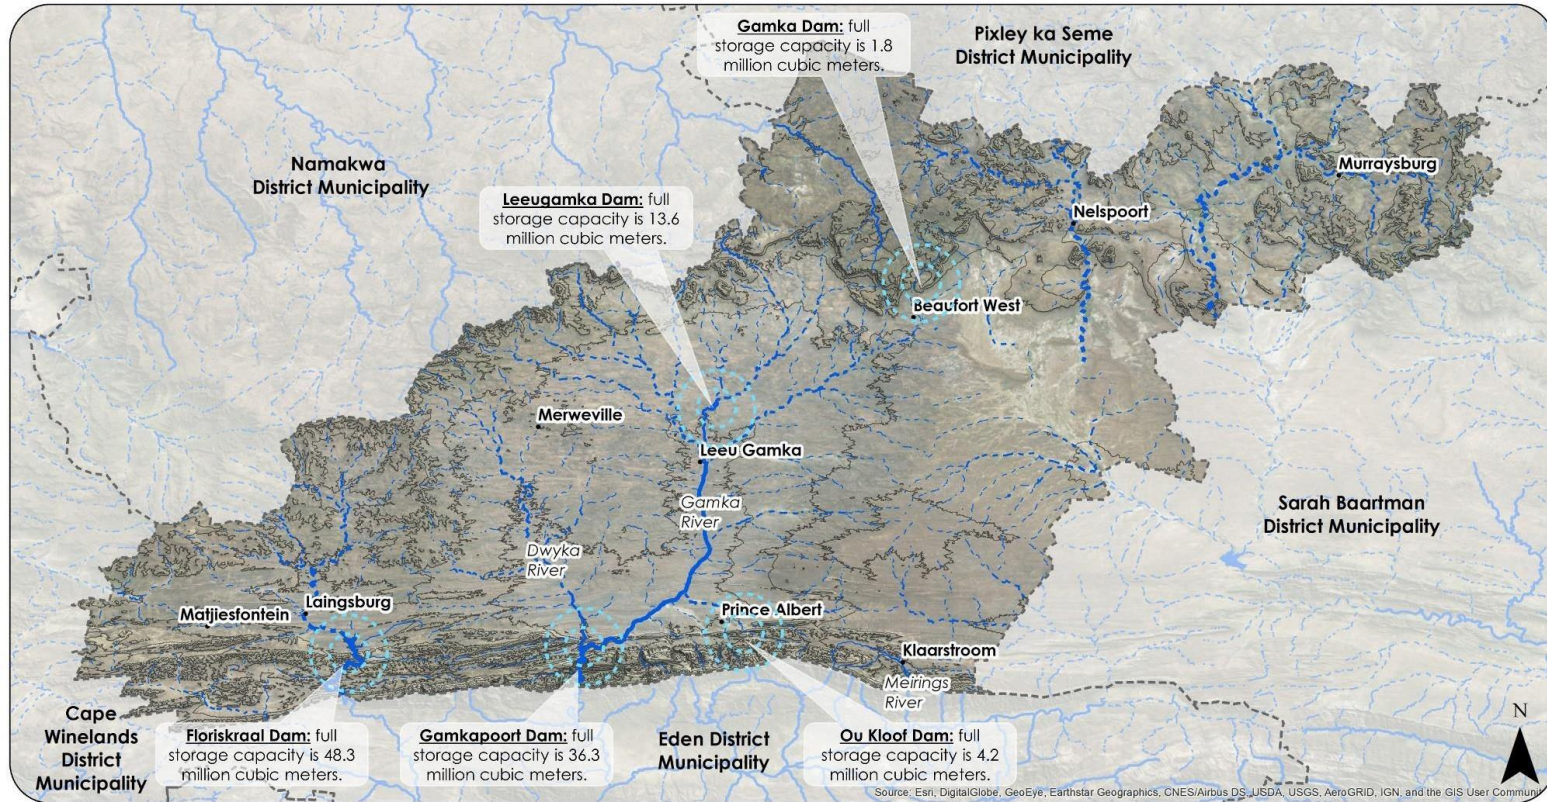 Gamka Dam: full
storage capacity is 1.8
million cubic meters.
Pixley ka Seme
District Municipality
Namakwa
District Municipality
Murraysburg
Leeugamka Dam: full
storage capacity is 13.6
million cubic meters.
Nelspoort
Beaufort West
Merweville
Leeu Gamka
Gamka
River
Sarah Baartman
District Municipality
Dwyka
River
Laingsburg
Matjiesfontein
Prince Albert
Klaarstroom
Meirings
River
Cape
Winelands
District
Municipality
Floriskraal Dam: full
storage capacity is 48.3
million cubic meters.
Gamkapoort Dam: full
storage capacity is 36.3
million cubic meters.
Eden District
Municipality
Ou Kloof Dam: full
storage capacity is 4.2
million cubic meters.
N
Source: Esri, DigitalGlobe, GeoEye, Earthstar Geographics, CNES/Airbus DS, USDA, USGS, AeroGRID, IGN, and the GIS User